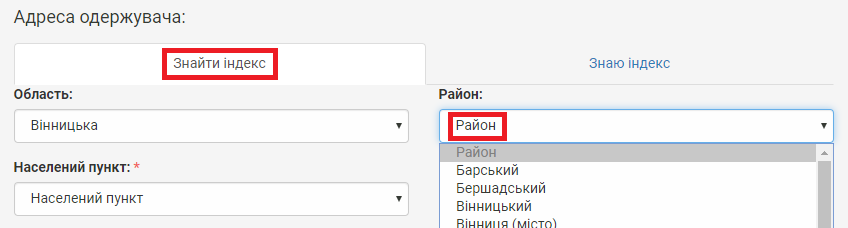 Адреса одержувача:
Знайти індекс
Знаю індекс
Область:
Район:
Вінницька
Район
Населений пункт: *
Населений пункт
Район
Барський
Бершадський
Вінницький
Вінниця (місто)